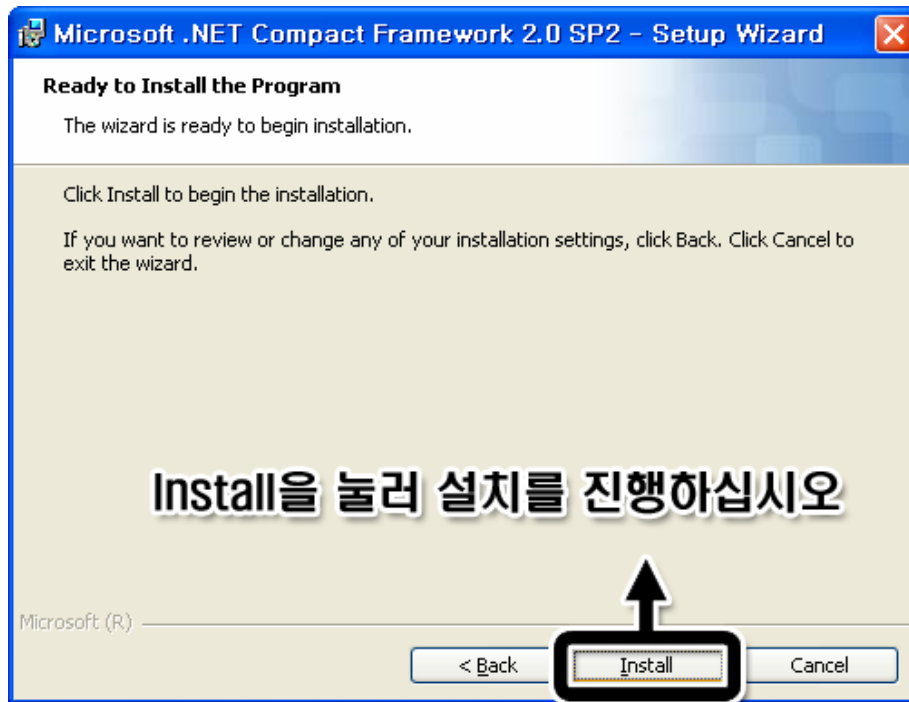 Microsoft .NET Compact Framework 2.0 SP2 - Setup Wizard
Ready to Install the Program
The wizard is ready to begin installation.
Click Install to begin the installation.
If you want to review or change any of your installation settings, click Back. Click Cancel to
exit the wizard.
Install을 눌러 설치를 진행하십시오
Microsoft (R)
< Back
Install
Cancel